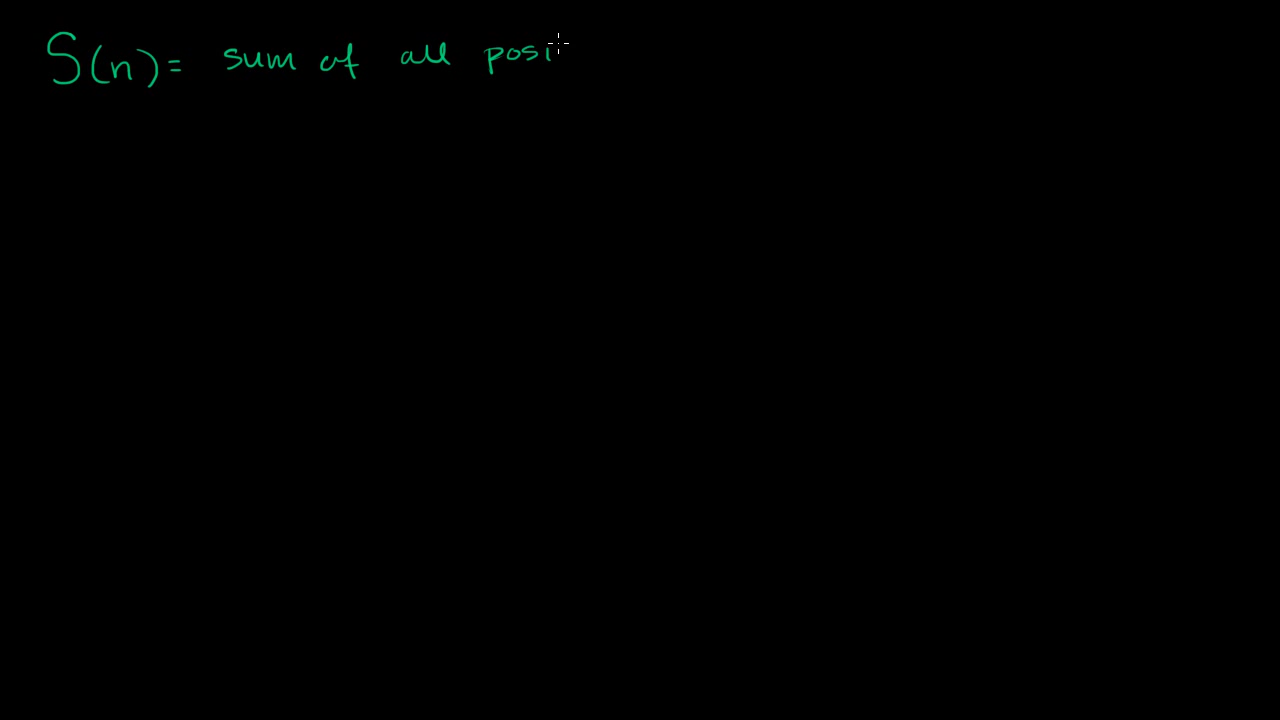 S(n) = sum of all posi